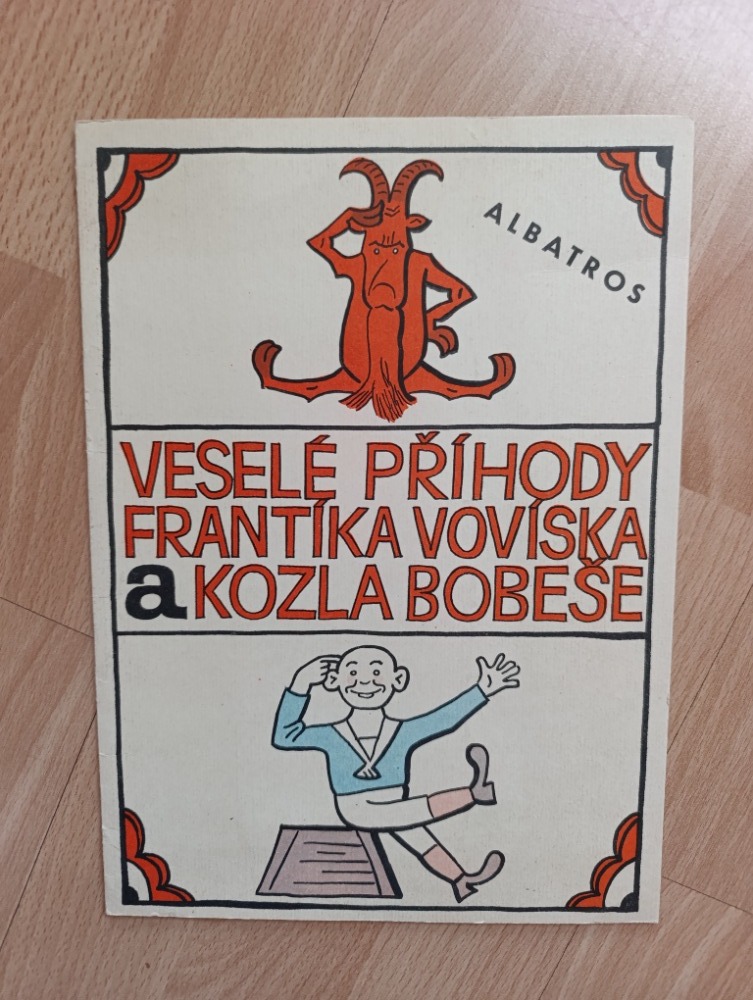 ALBATROS
VESELÉ PŘÍHODY
FRANTÍKA VOVÍSKA
a KOZLA BOBEŠE